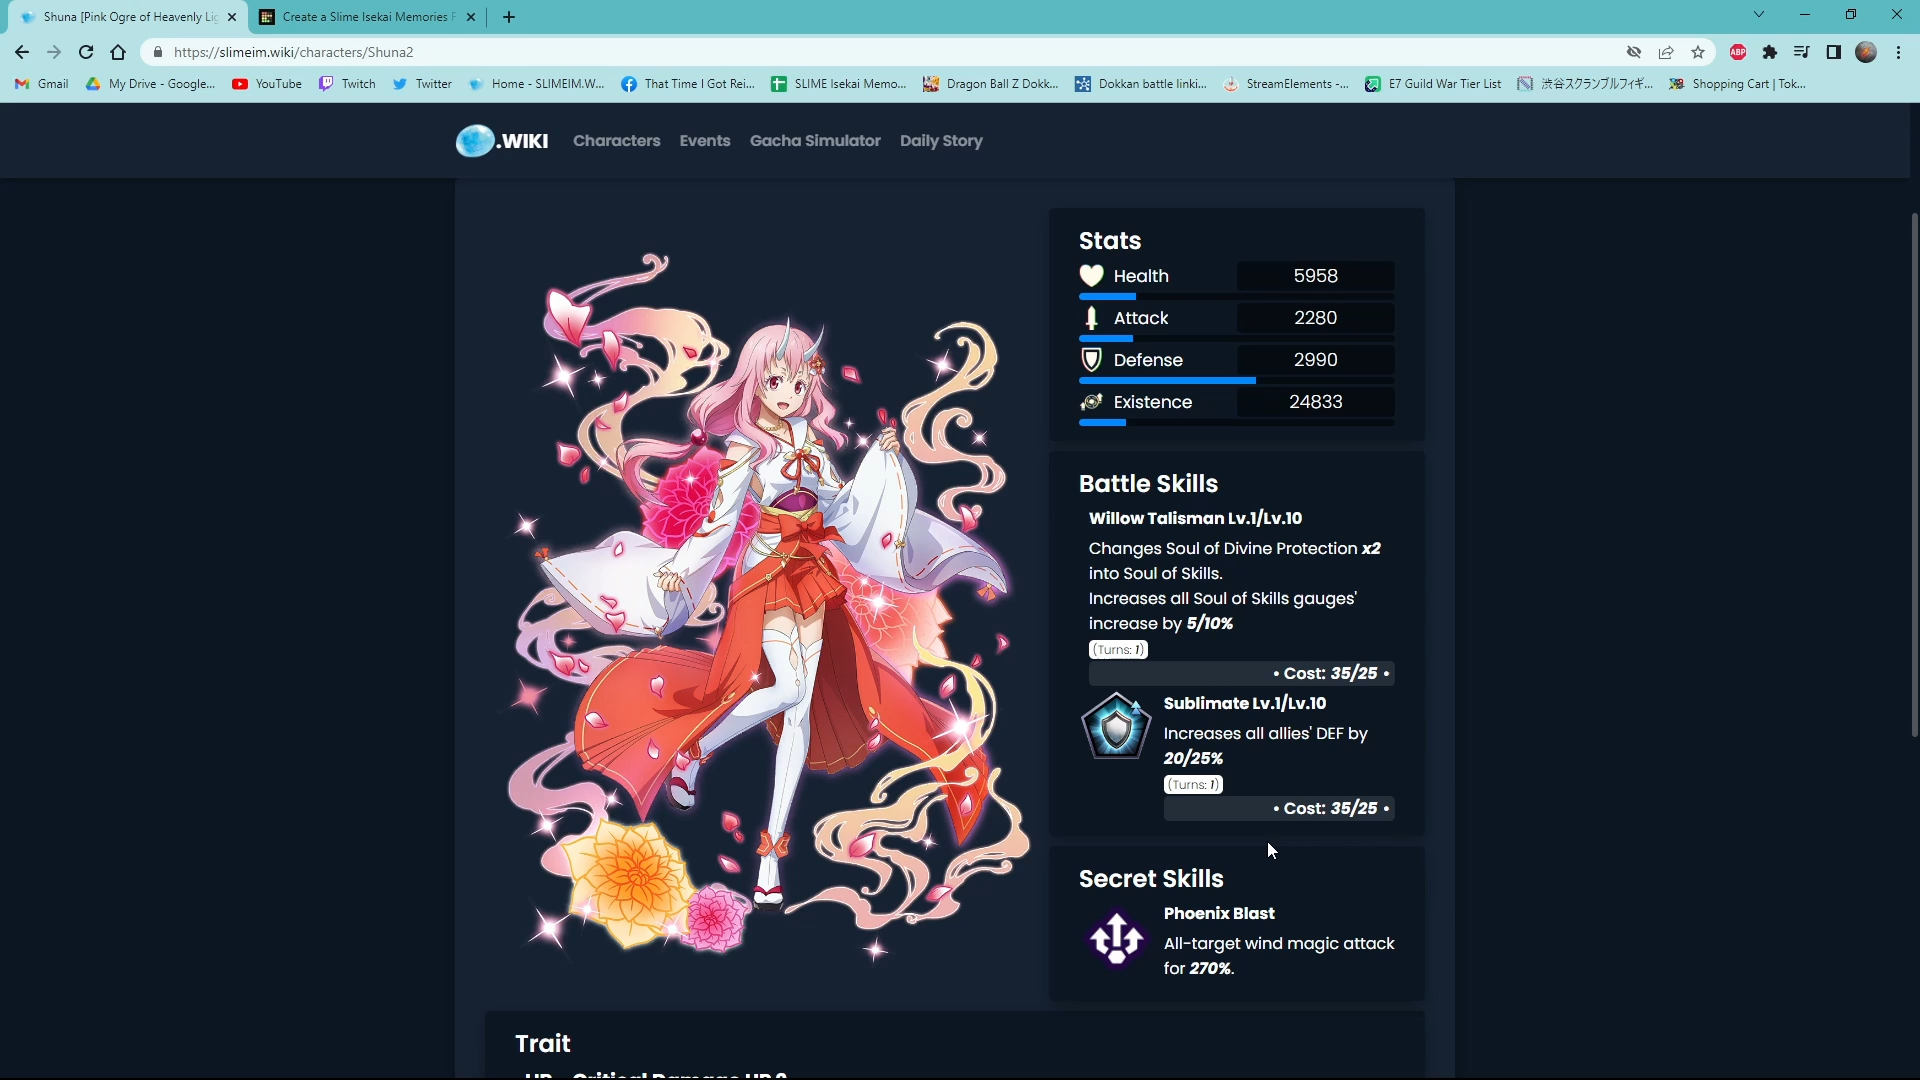 Shuna [Pink Ogre of Heavenly Lig
Create a Slime Isekai Memories F
https://slimeim.wiki/characters/Shuna2
ABP
Gmail
My Drive - Google...
YouTube
Twitch
Twitter
Home - SLIMEIM.W...
That Time I Got Rei...
SLIME Isekai Memo...
Dragon Ball Z Dokk...
Dokkan battle linki...
StreamElements -...
E7 Guild War Tier List
渋谷スクランブルフィギ...
Shopping Cart | Tok...
.WIKI
Characters
Events
Gacha Simulator
Daily Story
Stats
Health 5958
Attack 2280
Defense 2990
Existence 24833
Battle Skills
Willow Talisman Lv.1/Lv.10
Changes Soul of Divine Protection x2
into Soul of Skills.
Increases all Soul of Skills gauges'
increase by 5/10%
(Turns: 1)
• Cost: 35/25 •
Sublimate Lv.1/Lv.10
Increases all allies' DEF by
20/25%
(Turns: 1)
• Cost: 35/25 •
Secret Skills
Phoenix Blast
All-target wind magic attack
for 270%.
Trait